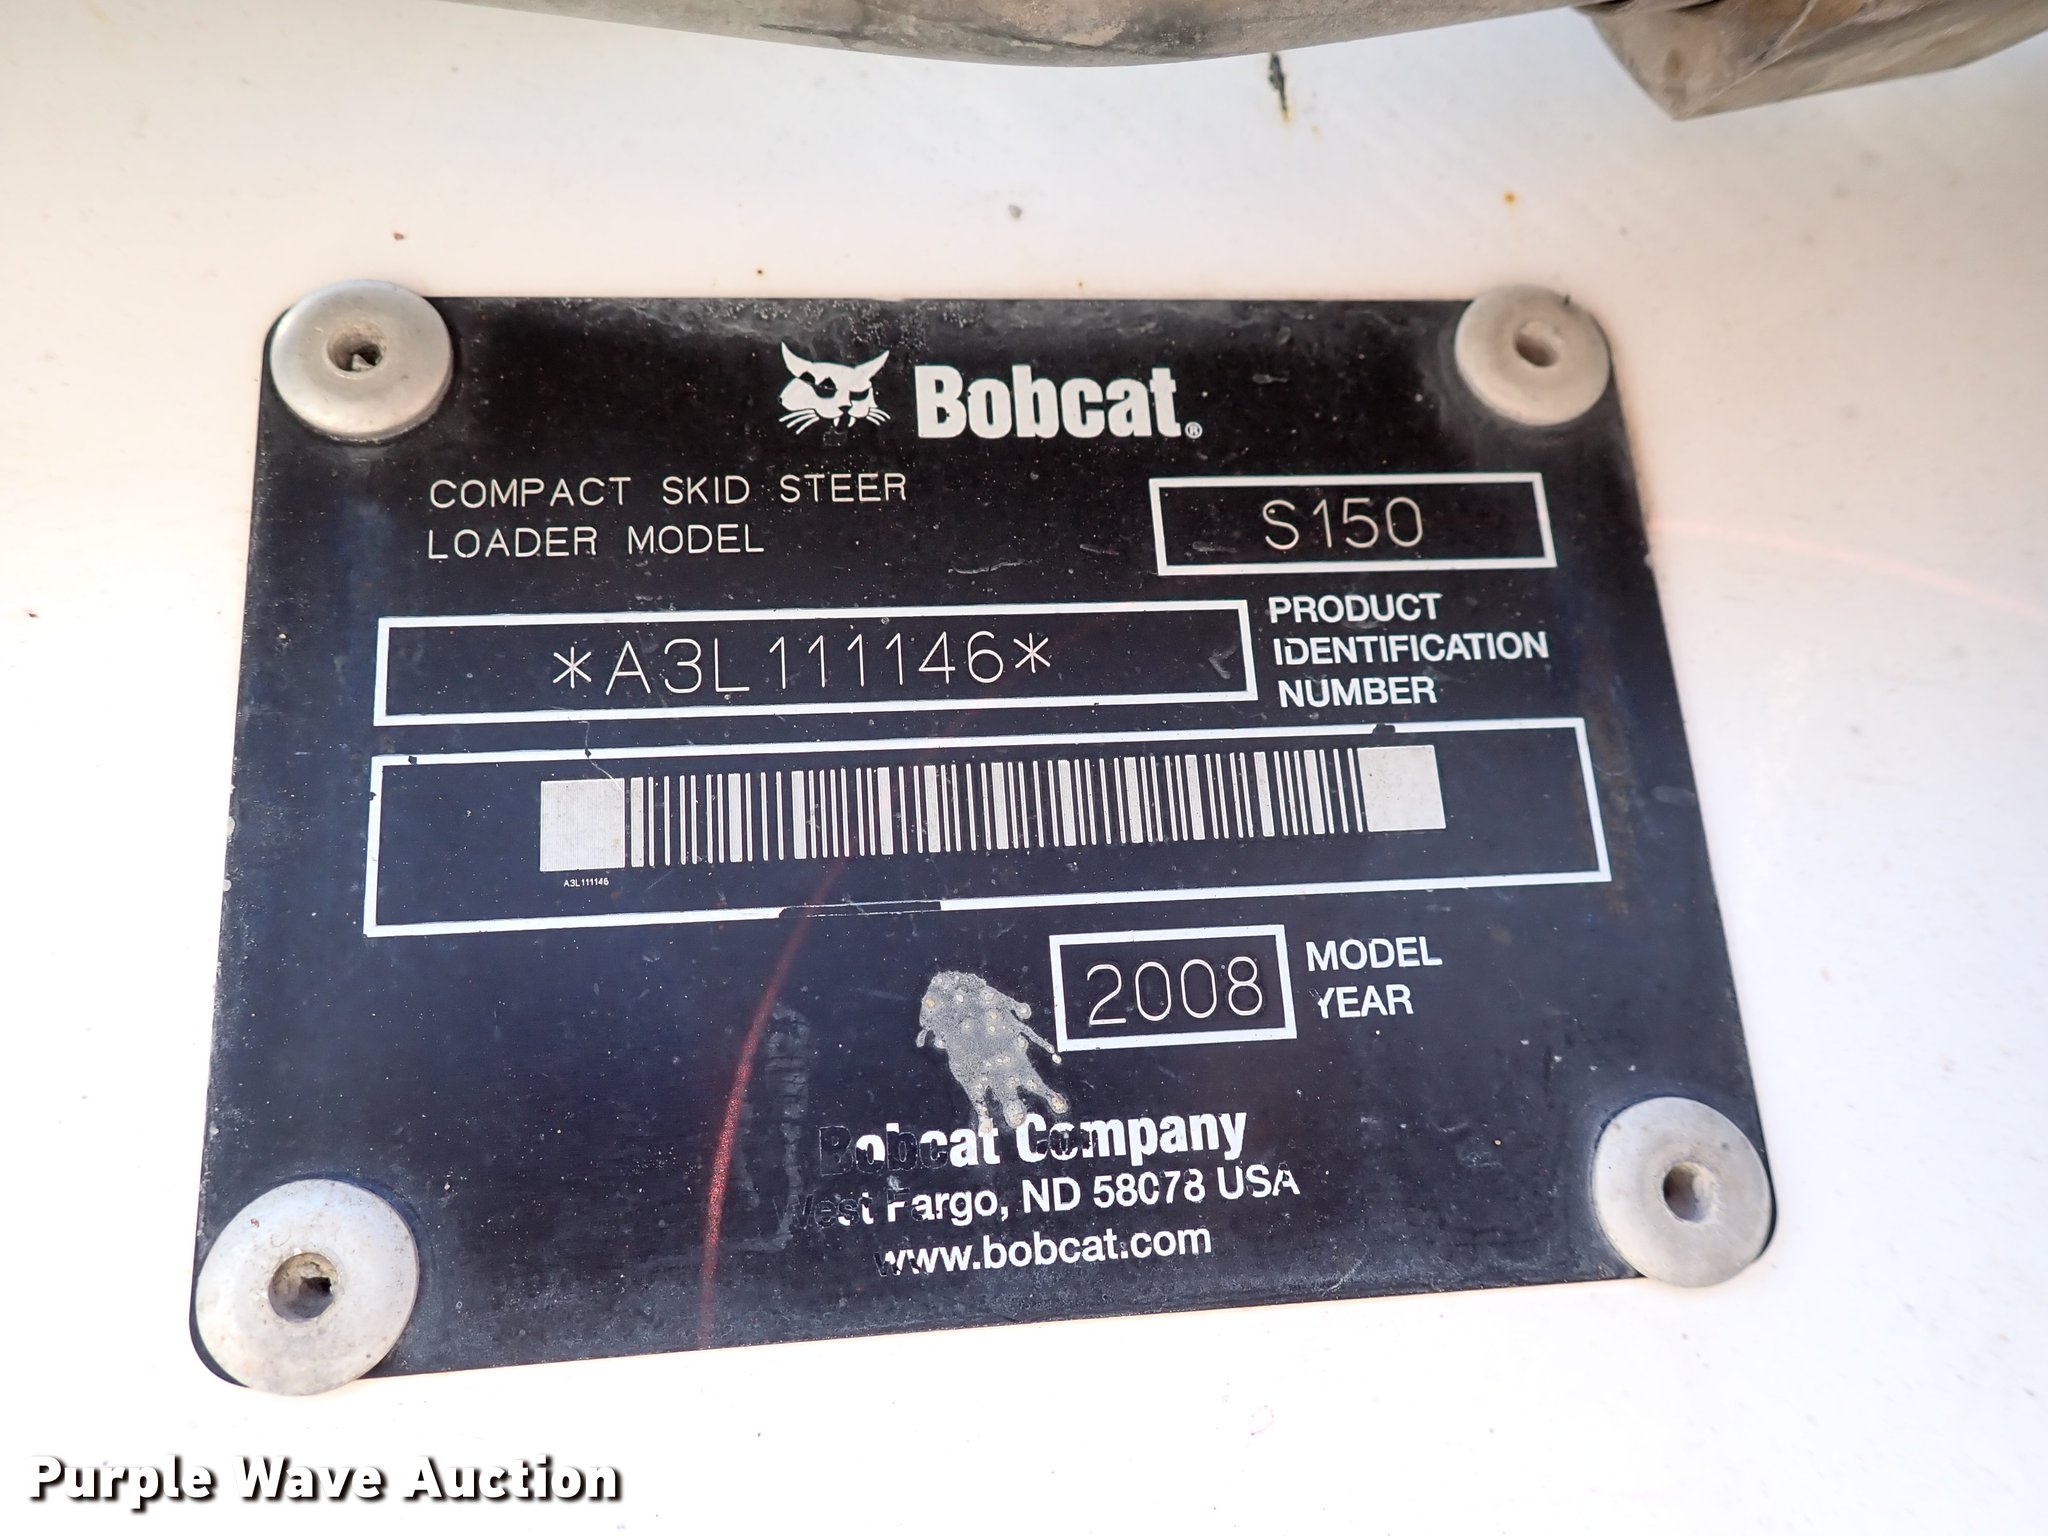 Bobcat®
COMPACT SKID STEER
LOADER MODEL
S150
*A3L111146*
PRODUCT
IDENTIFICATION
NUMBER
A3L111146
2008
MODEL
YEAR
Bobcat Company
West Fargo, ND 58078 USA
www.bobcat.com
Purple Wave Auction